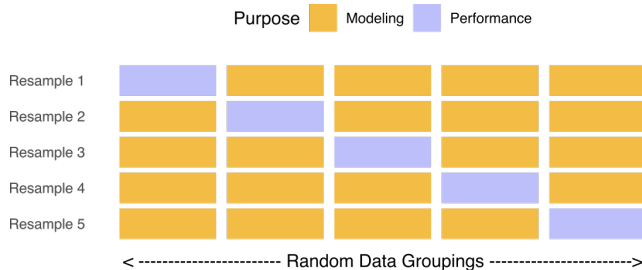 Purpose Modeling Performance
Resample 1
Resample 2
Resample 3
Resample 4
Resample 5
< ----------------------- Random Data Groupings ----------------------- >